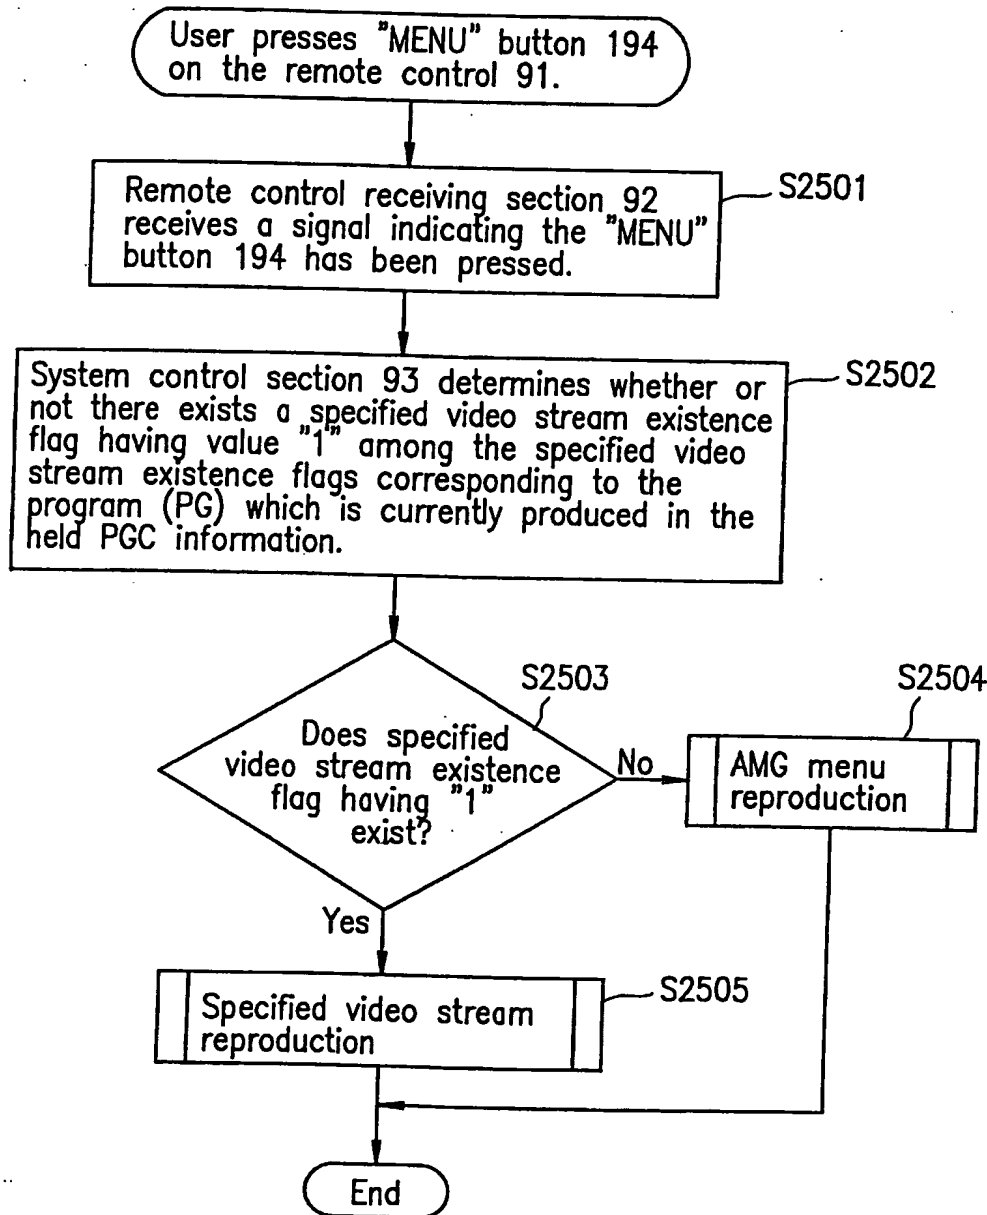 User presses "MENU" button 194
on the remote control 91.
Remote control receiving section 92
receives a signal indicating the "MENU"
button 194 has been pressed.
S2501
System control section 93 determines whether or
not there exists a specified video stream existence
flag having value "1" among the specified video
stream existence flags corresponding to the
program (PG) which is currently produced in the
held PGC information.
S2502
S2503
Does specified
video stream existence
flag having "1"
exist?
No
S2504
AMG menu
reproduction
Yes
Specified video stream
reproduction
S2505
End